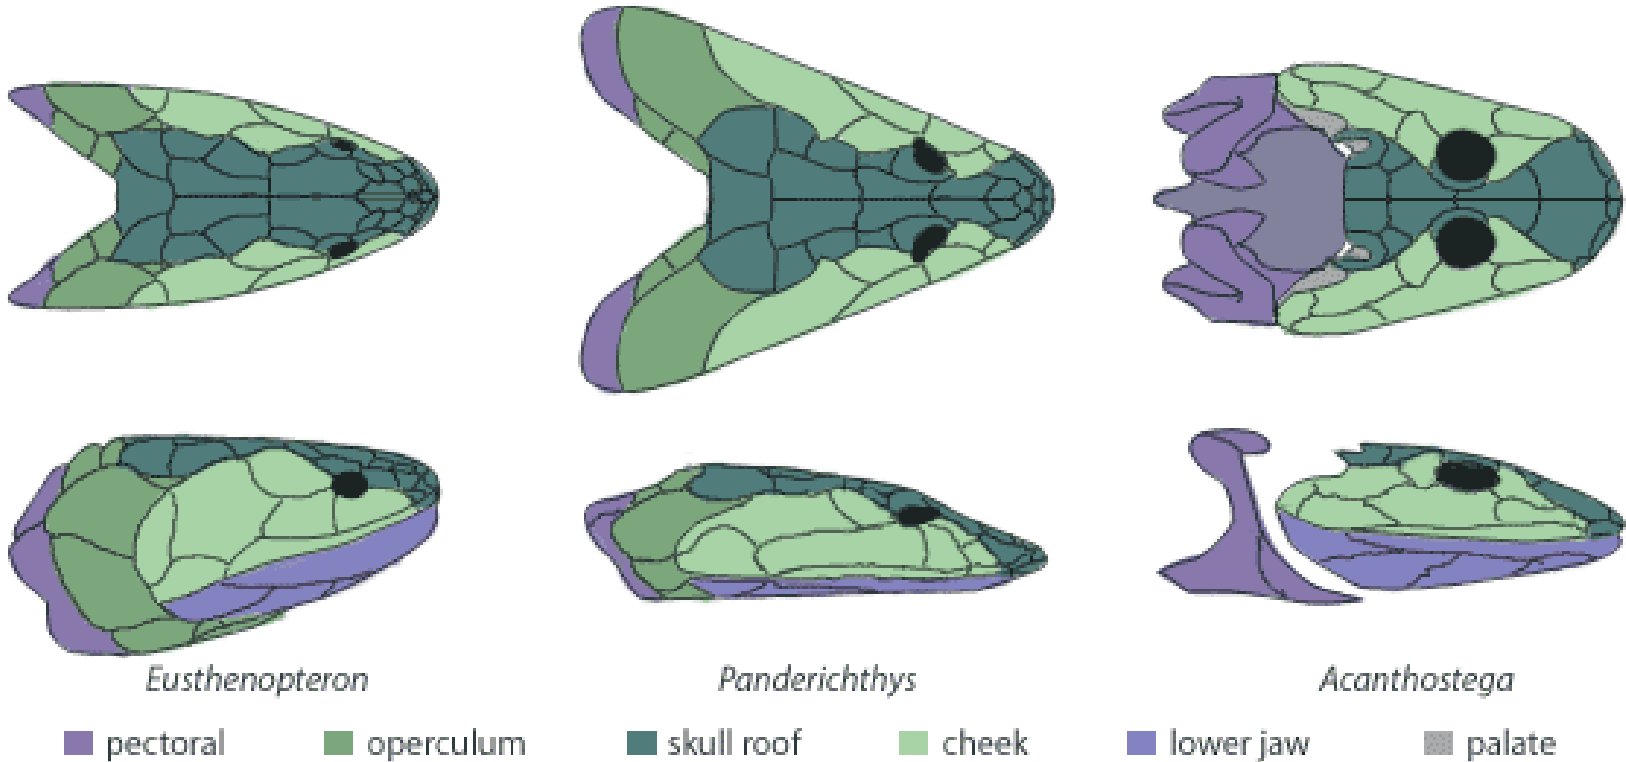 Eusthenopteron Panderichthys Acanthostega
pectoral operculum skull roof cheek lower jaw palate